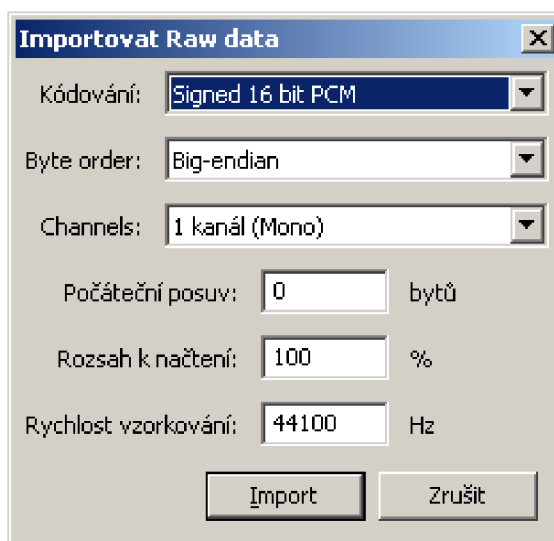 Importovat Raw data
Kódování: Signed 16 bit PCM
Byte order: Big-endian
Channels: 1 kanál (Mono)
Počáteční posuv: 0 bytů
Rozsah k načtení: 100 %
Rychlost vzorkování: 44100 Hz
Import Zrušit